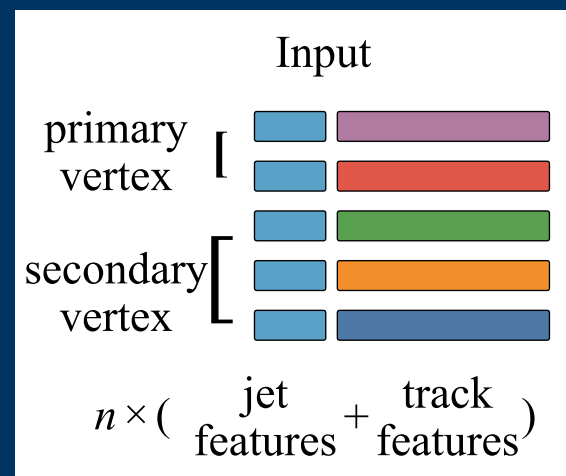 Input
primary
vertex
secondary
vertex
n × ( jet features + track features )